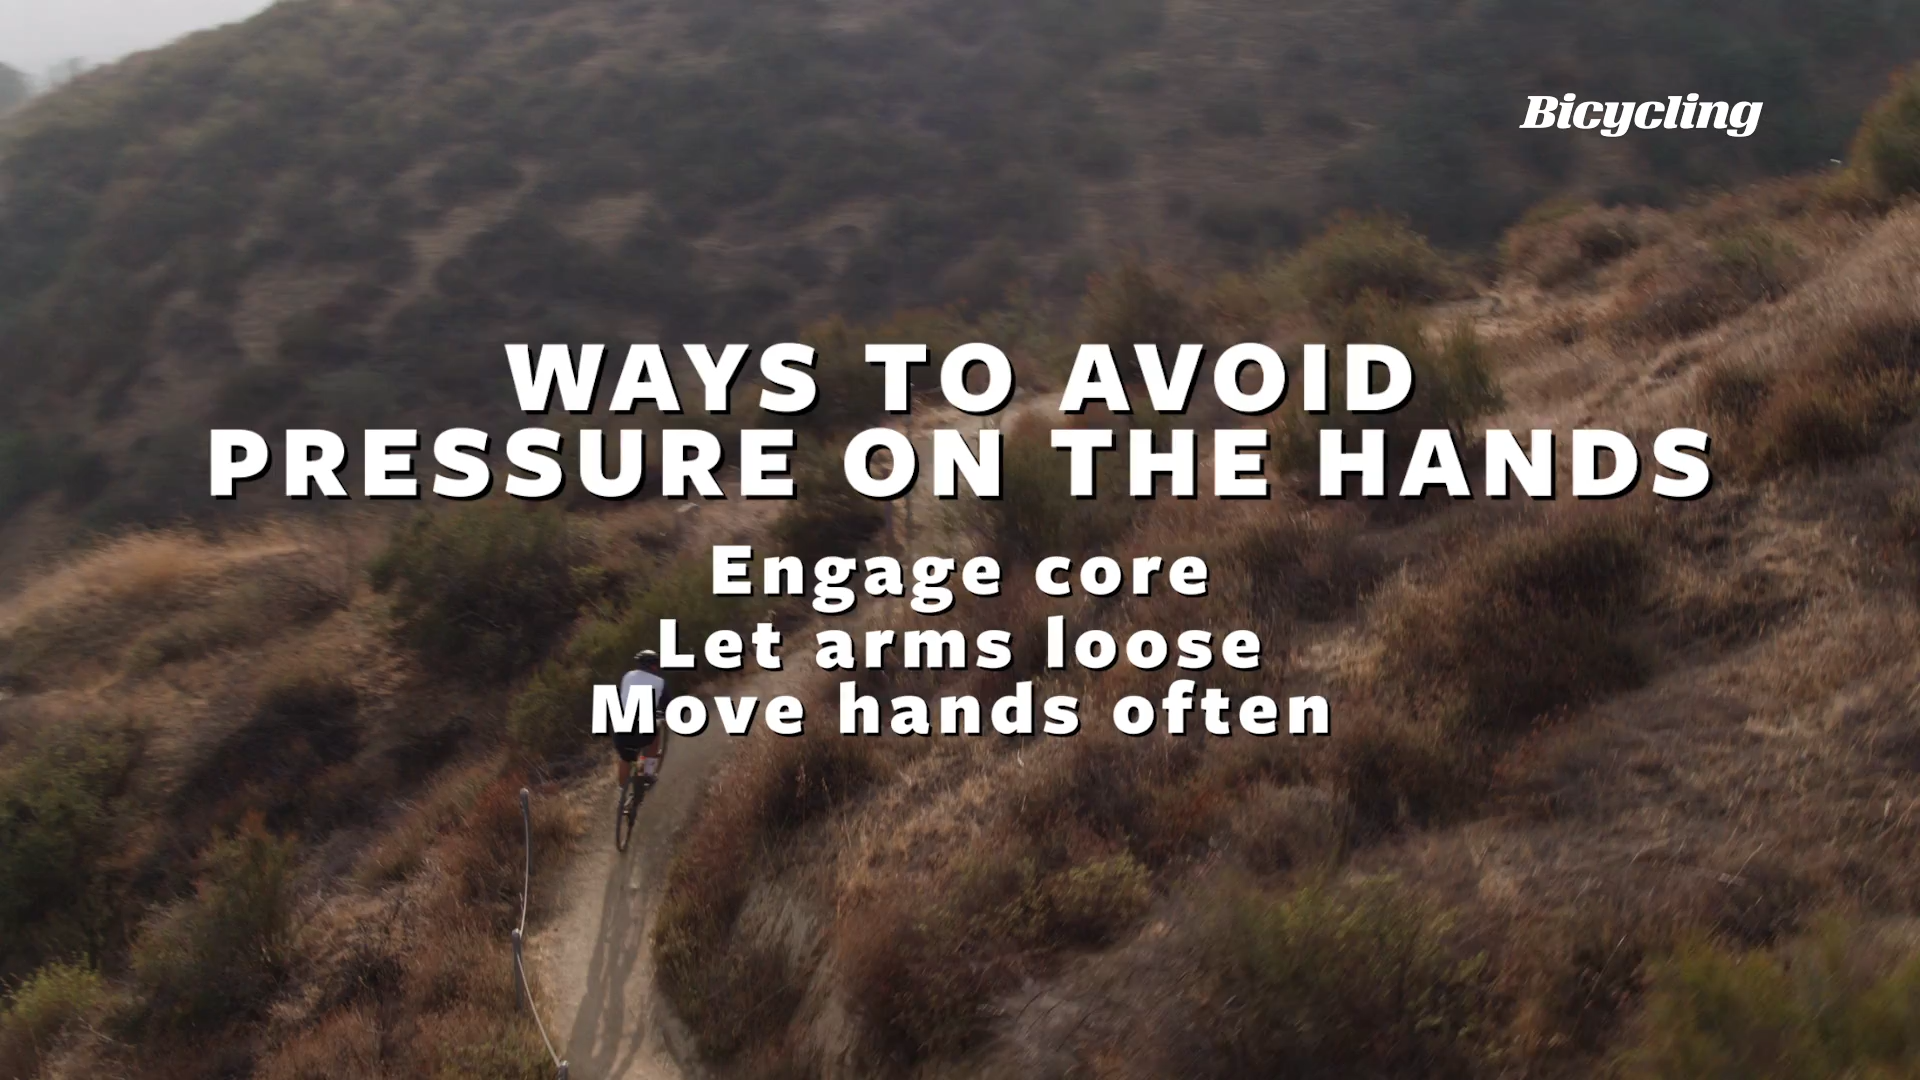 Bicycling
WAYS TO AVOID
PRESSURE ON THE HANDS
Engage core
Let arms loose
Move hands often